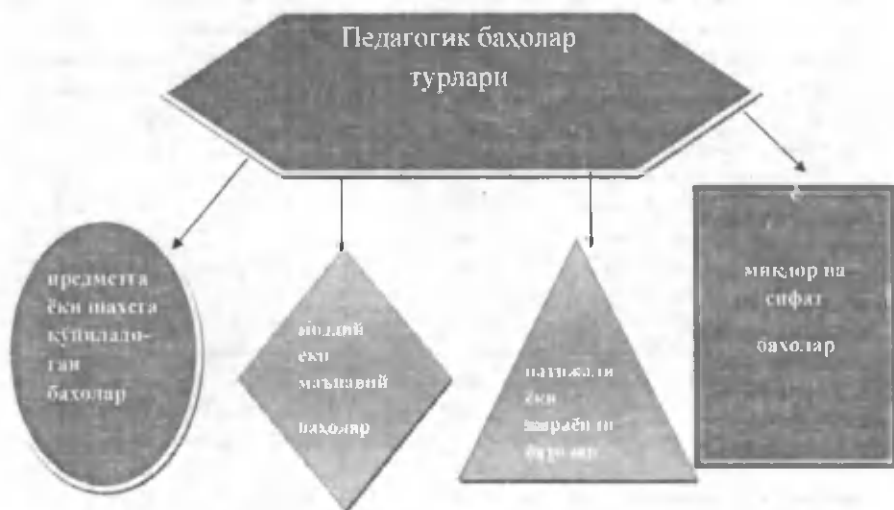 Педагогик баҳолар
турлари
предметга
ёки шахсга
қўйиладо-
ган
баҳолар
моддий
ёки
маънавий
баҳолар
натижали
ёки
жараёнли
баҳолар
миқдор ва
сифат
баҳолар